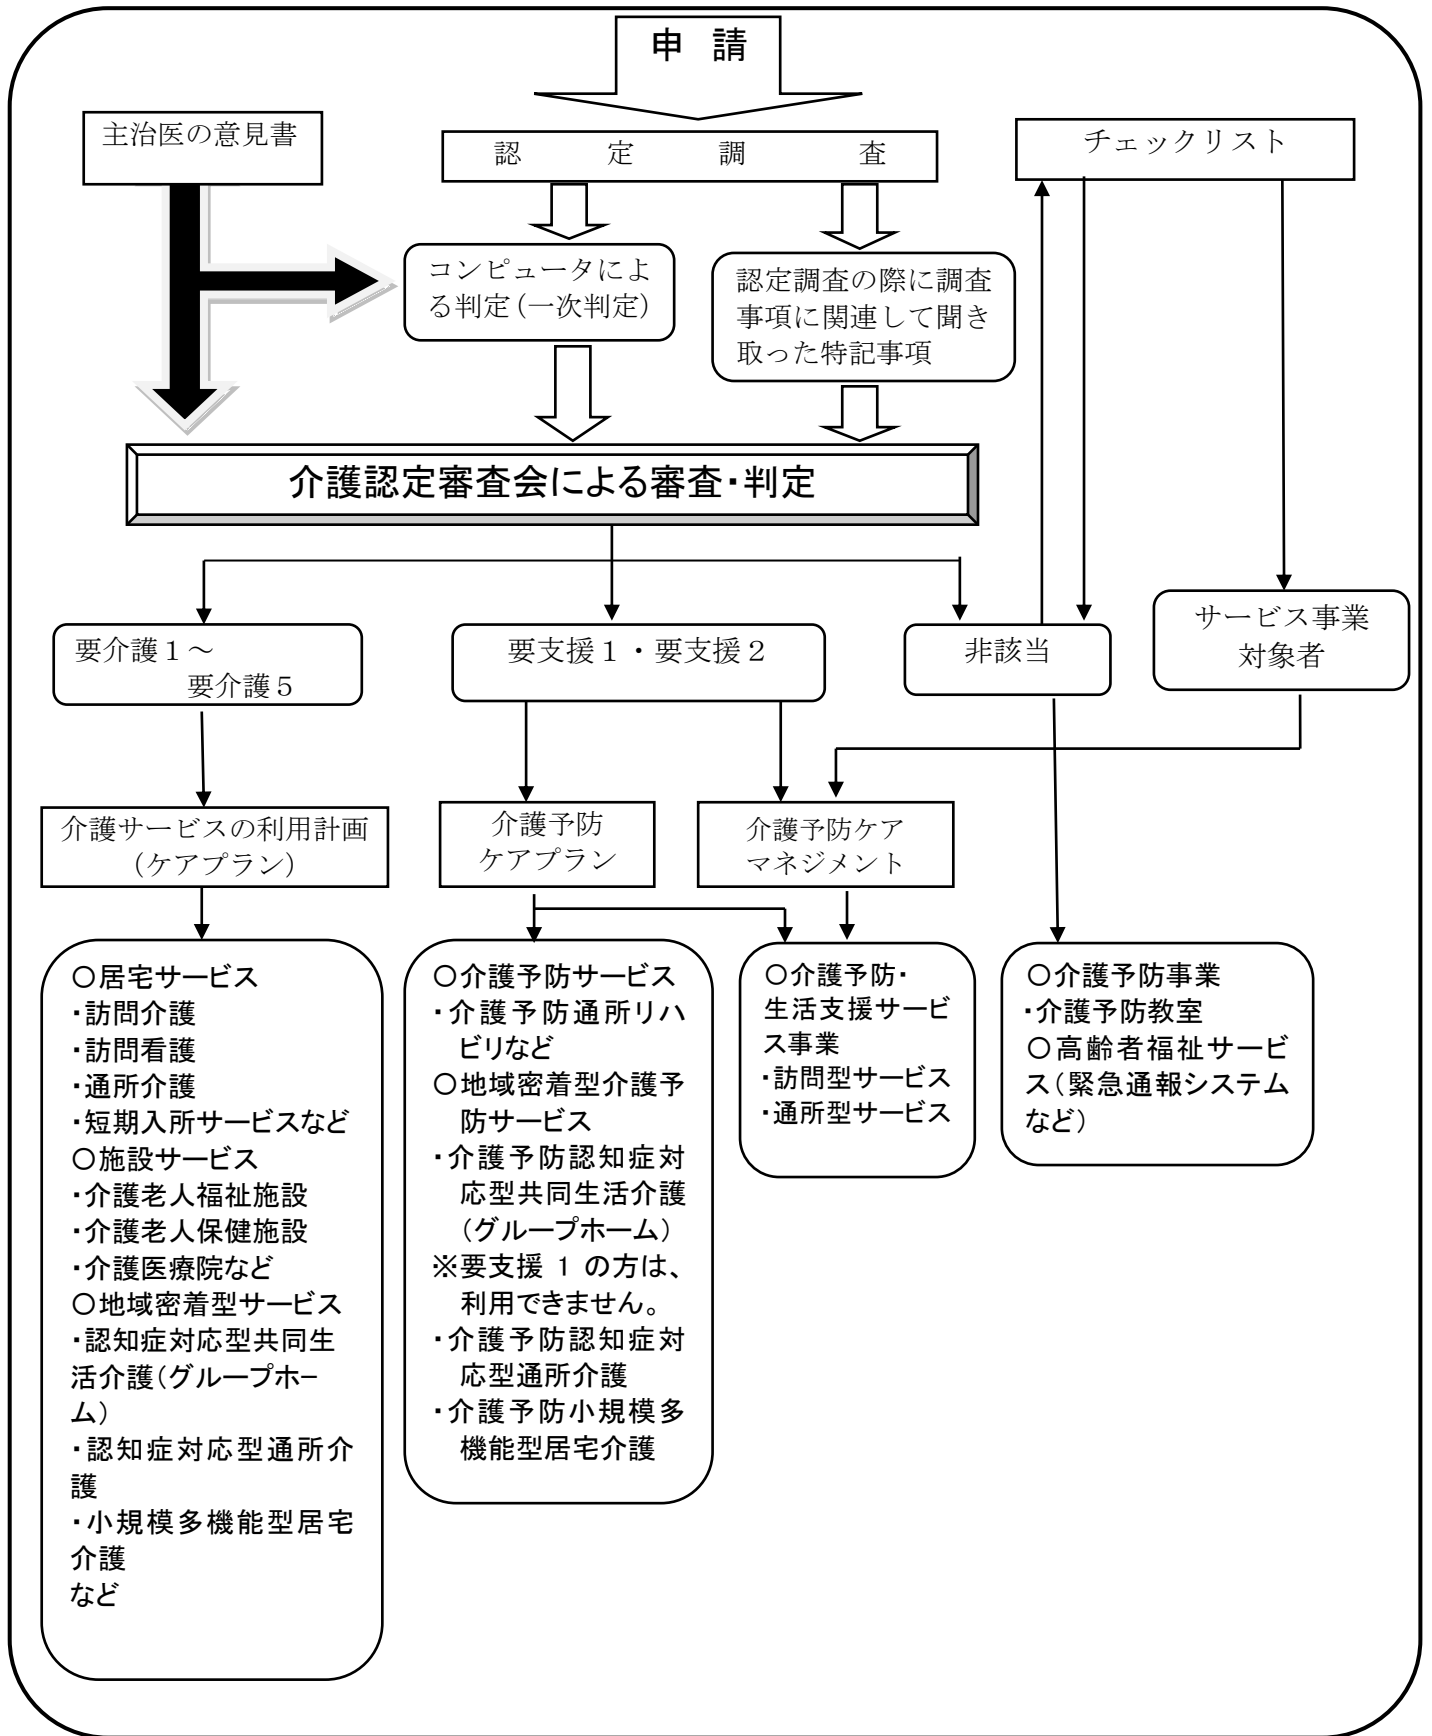 申 請
主治医の意見書
認 定 調 査
チェックリスト
コンピュータによ
る判定(一次判定)
認定調査の際に調査
事項に関連して聞き
取った特記事項
介護認定審査会による審査・判定
要介護1~
要介護5
要支援1・要支援2
非該当
サービス事業
対象者
介護サービスの利用計画
(ケアプラン)
介護予防
ケアプラン
介護予防ケア
マネジメント
○居宅サービス
・訪問介護
・訪問看護
・通所介護
・短期入所サービスなど
○施設サービス
・介護老人福祉施設
・介護老人保健施設
・介護医療院など
○地域密着型サービス
・認知症対応型共同生
活介護(グループホー
ム)
・認知症対応型通所介
護
・小規模多機能型居宅
介護
など
○介護予防サービス
・介護予防通所リハ
ビリなど
○地域密着型介護予
防サービス
・介護予防認知症対
応型共同生活介護
(グループホーム)
※要支援 1 の方は、
利用できません。
・介護予防認知症対
応型通所介護
・介護予防小規模多
機能型居宅介護
○介護予防・
生活支援サービ
ス事業
・訪問型サービス
・通所型サービス
○介護予防事業
・介護予防教室
○高齢者福祉サービ
ス(緊急通報システム
など)